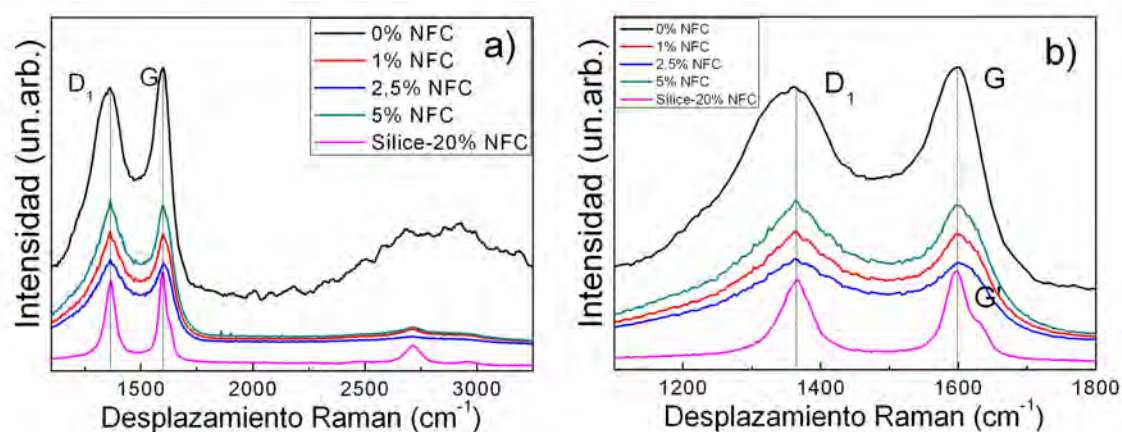 a)
0% NFC
1% NFC
2,5% NFC
5% NFC
Sílice-20% NFC
D1
G
Intensidad (un.arb.)
1500 2250 3000
Desplazamiento Raman (cm-1)
b)
0% NFC
1% NFC
2,5% NFC
5% NFC
Sílice-20% NFC
D1
G
G'
Intensidad (un.arb.)
1200 1400 1600 1800
Desplazamiento Raman (cm-1)